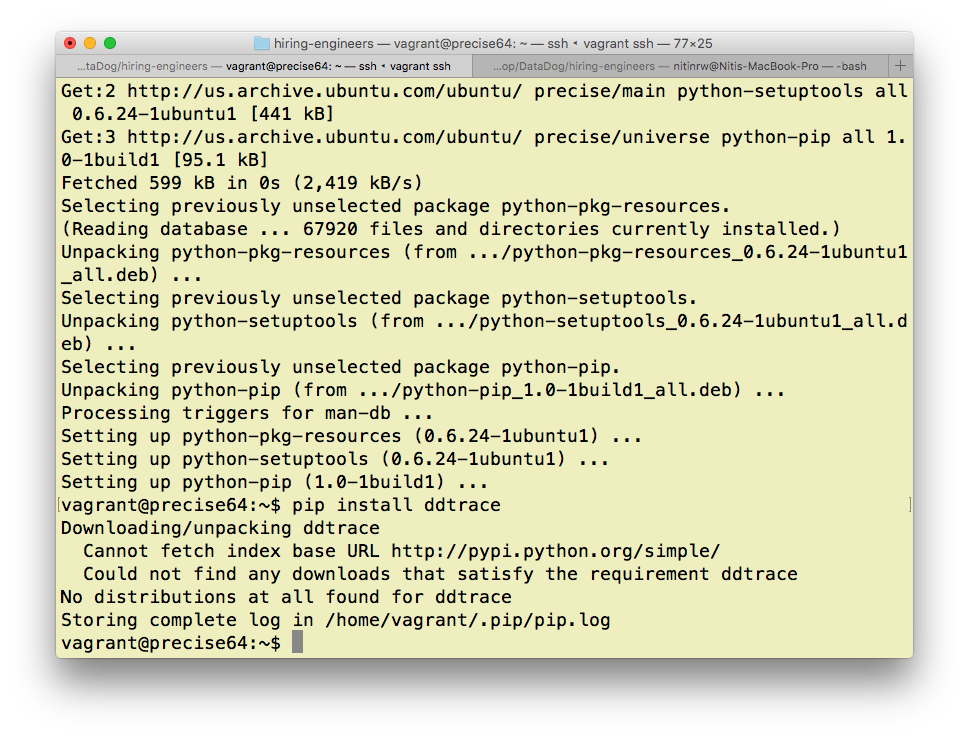 hiring-engineers — vagrant@precise64: ~ — ssh ‹ vagrant ssh — 77×25
...taDog/hiring-engineers — vagrant@precise64: ~ — ssh ‹ vagrant ssh
...op/DataDog/hiring-engineers — nitinrw@Nitis-MacBook-Pro — -bash
+
Get:2 http://us.archive.ubuntu.com/ubuntu/ precise/main python-setuptools all
 0.6.24-1ubuntu1 [441 kB]
Get:3 http://us.archive.ubuntu.com/ubuntu/ precise/universe python-pip all 1.
0-1build1 [95.1 kB]
Fetched 599 kB in 0s (2,419 kB/s)
Selecting previously unselected package python-pkg-resources.
(Reading database ... 67920 files and directories currently installed.)
Unpacking python-pkg-resources (from .../python-pkg-resources_0.6.24-1ubuntu1
_all.deb) ...
Selecting previously unselected package python-setuptools.
Unpacking python-setuptools (from .../python-setuptools_0.6.24-1ubuntu1_all.d
eb) ...
Selecting previously unselected package python-pip.
Unpacking python-pip (from .../python-pip_1.0-1build1_all.deb) ...
Processing triggers for man-db ...
Setting up python-pkg-resources (0.6.24-1ubuntu1) ...
Setting up python-setuptools (0.6.24-1ubuntu1) ...
Setting up python-pip (1.0-1build1) ...
[vagrant@precise64:~$ pip install ddtrace ]
Downloading/unpacking ddtrace
  Cannot fetch index base URL http://pypi.python.org/simple/
  Could not find any downloads that satisfy the requirement ddtrace
No distributions at all found for ddtrace
Storing complete log in /home/vagrant/.pip/pip.log
vagrant@precise64:~$